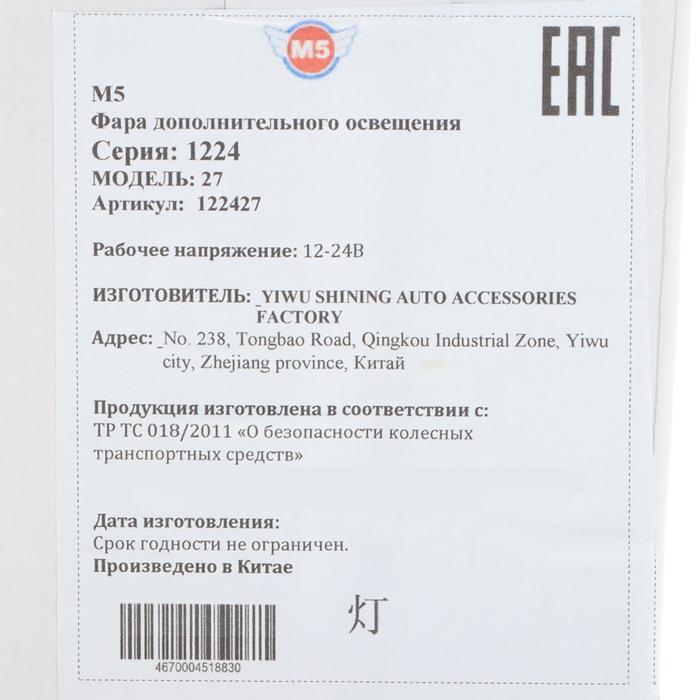 M5
EAC
М5
Фара дополнительного освещения
Серия: 1224
МОДЕЛЬ: 27
Артикул: 122427
Рабочее напряжение: 12-24В
ИЗГОТОВИТЕЛЬ: _YIWU SHINING AUTO ACCESSORIES
FACTORY
Адрес: _No. 238, Tongbao Road, Qingkou Industrial Zone, Yiwu
city, Zhejiang province, Китай
Продукция изготовлена в соответствии с:
ТР ТС 018/2011 «О безопасности колесных
транспортных средств»
Дата изготовления:
Срок годности не ограничен.
Произведено в Китае
灯
4670004518830